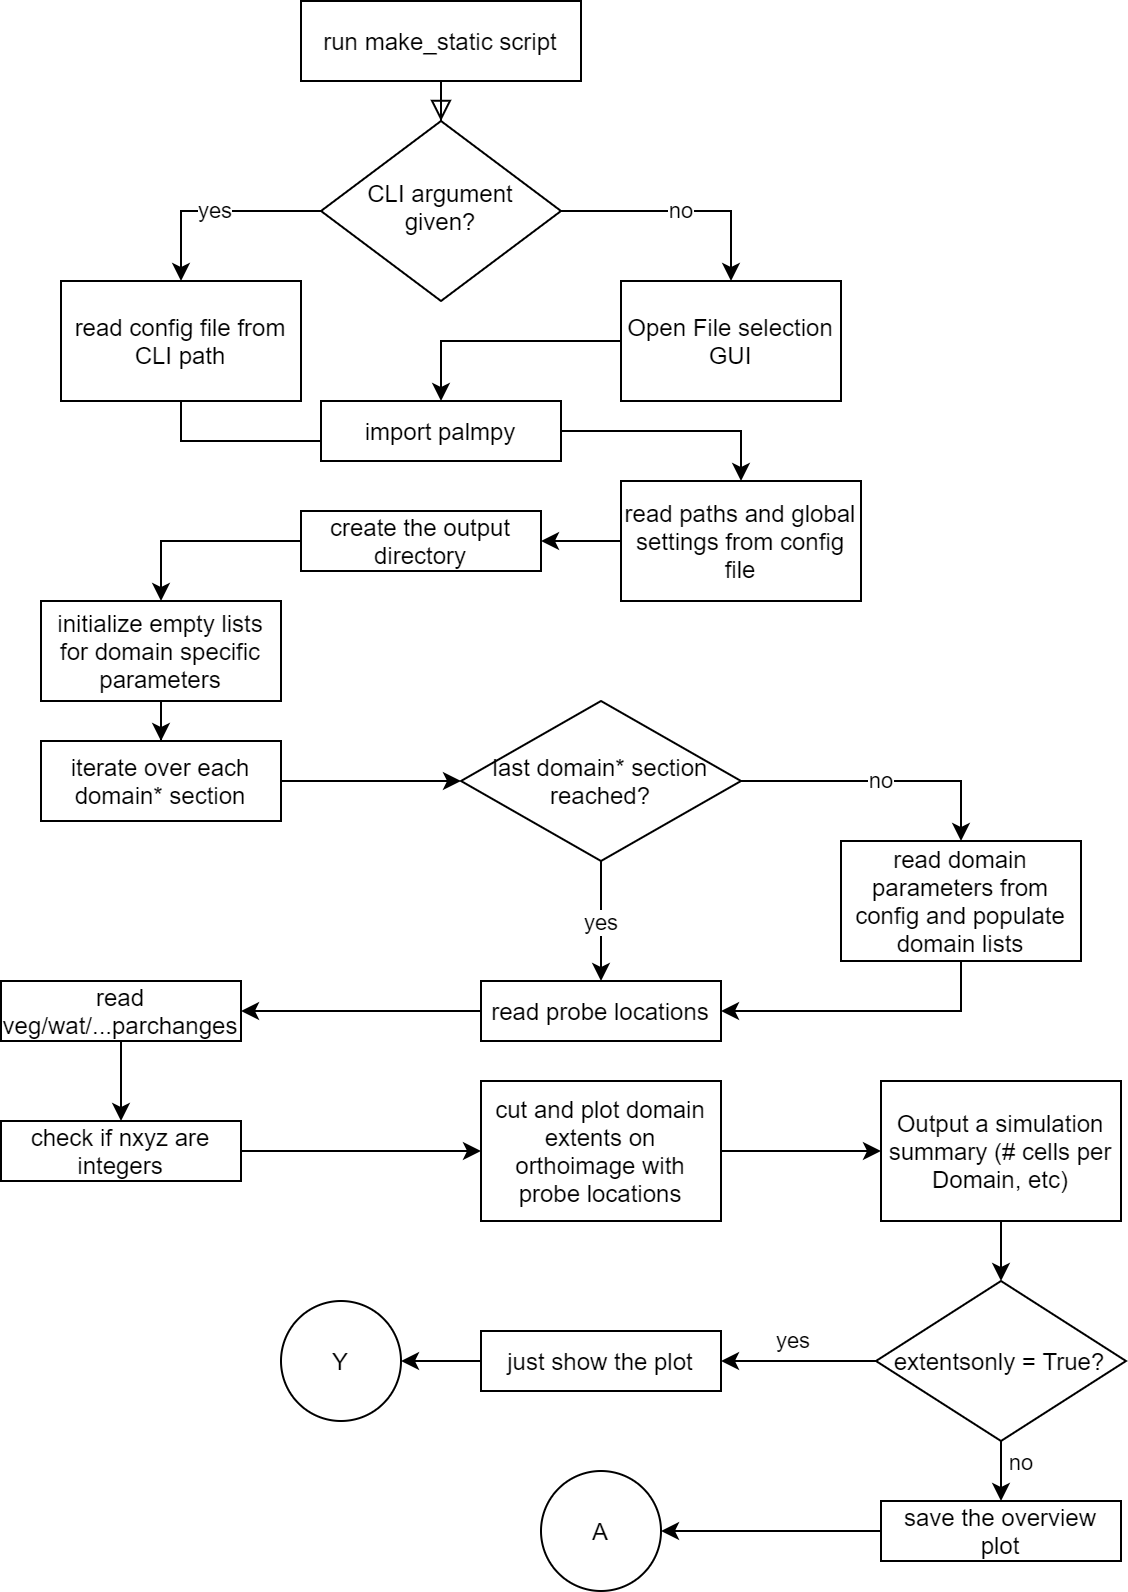 run make_static script
CLI argument
given?
yes
no
read config file from
CLI path
Open File selection
GUI
import palmpy
read paths and global
settings from config
file
create the output
directory
initialize empty lists
for domain specific
parameters
iterate over each
domain* section
last domain* section
reached?
no
yes
read domain
parameters from
config and populate
domain lists
read probe locations
read
veg/wat/...parchanges
check if nxyz are
integers
cut and plot domain
extents on
orthoimage with
probe locations
Output a simulation
summary (# cells per
Domain, etc)
extentsonly = True?
yes
just show the plot
Y
no
save the overview
plot
A